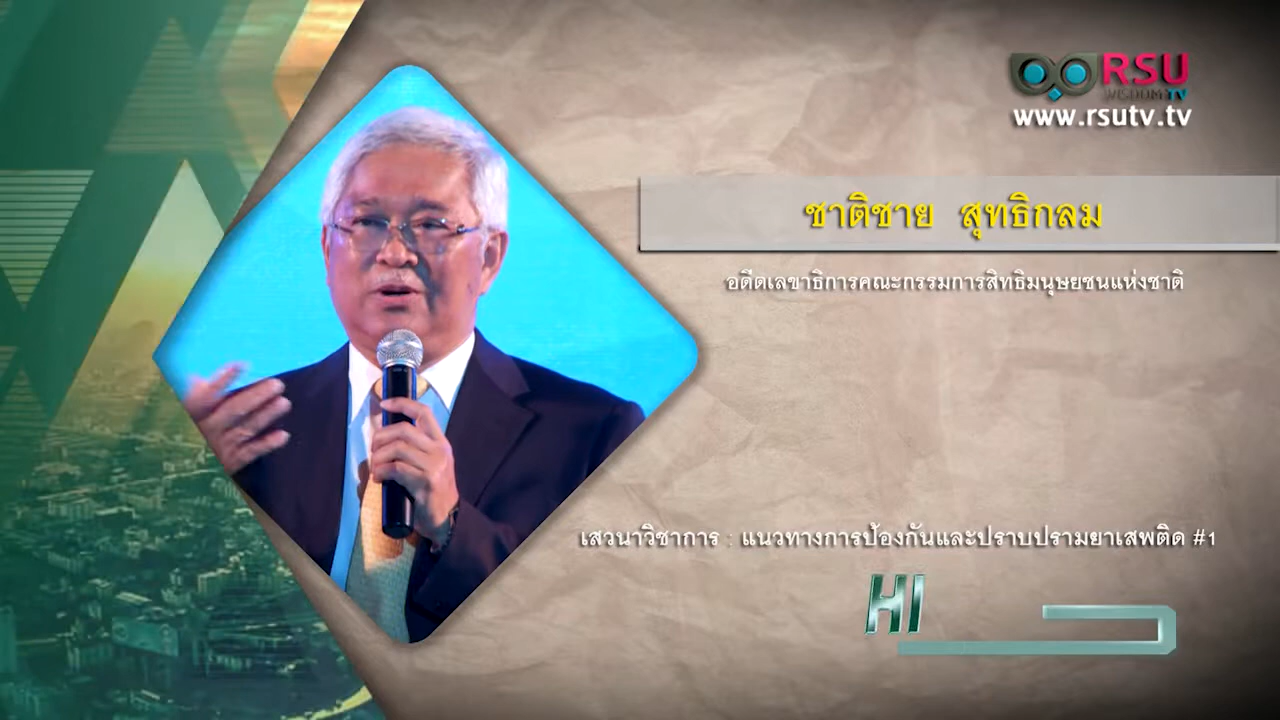 RSU
WISDOM TV
www.rsutv.tv
ชาติชาย สุทธิกลม
อดีตเลขาธิการคณะกรรมการสิทธิมนุษยชนแห่งชาติ
เสวนาวิชาการ : แนวทางการป้องกันและปราบปรามยาเสพติด #1
HI